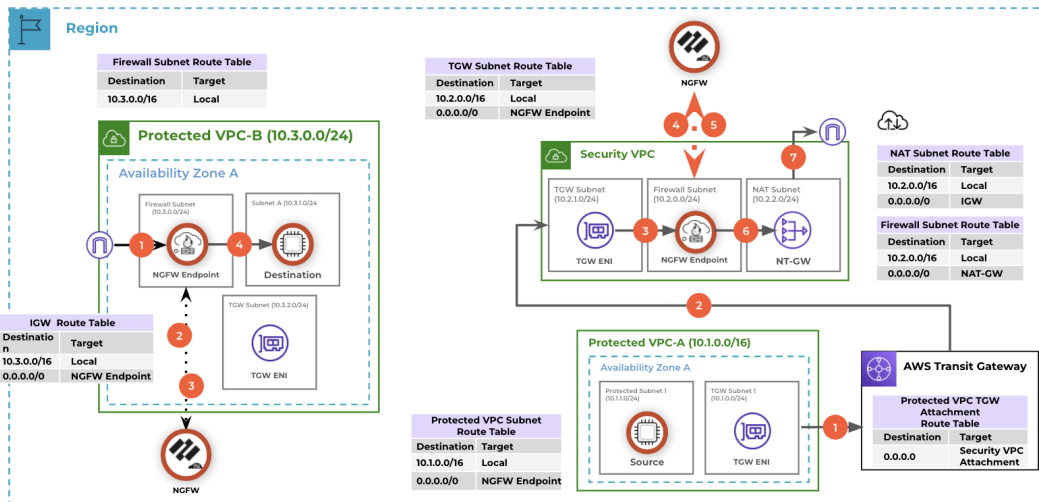 Region
Firewall Subnet Route Table
Destination Target
10.3.0.0/16 Local
Protected VPC-B (10.3.0.0/24)
Availability Zone A
Firewall Subnet
(10.3.0.0/24)
1
NGFW Endpoint
4
Subnet A (10.3.1.0/24
Destination
TGW Subnet (10.3.2.0/24)
TGW ENI
IGW Route Table
Destinatio
n
Target
10.3.0.0/16 Local
0.0.0.0/0 NGFW Endpoint
2
3
NGFW
TGW Subnet Route Table
Destination Target
10.2.0.0/16 Local
0.0.0.0/0 NGFW Endpoint
NGFW
4
5
Security VPC
TGW Subnet
(10.2.1.0/24)
TGW ENI
3
Firewall Subnet
(10.2.0.0/24)
NGFW Endpoint
6
NAT Subnet
(10.2.2.0/24)
NT-GW
7
NAT Subnet Route Table
Destination Target
10.2.0.0/16 Local
0.0.0.0/0 IGW
Firewall Subnet Route Table
Destination Target
10.2.0.0/16 Local
0.0.0.0/0 NAT-GW
2
Protected VPC-A (10.1.0.0/16)
Availability Zone A
Protected Subnet 1
(10.1.1.0/24)
Source
TGW Subnet 1
(10.1.0.0/24)
TGW ENI
1
Protected VPC Subnet
Route Table
Destination Target
10.1.0.0/16 Local
0.0.0.0/0 NGFW Endpoint
AWS Transit Gateway
Protected VPC TGW
Attachment
Route Table
Destination Target
0.0.0.0 Security VPC
Attachment